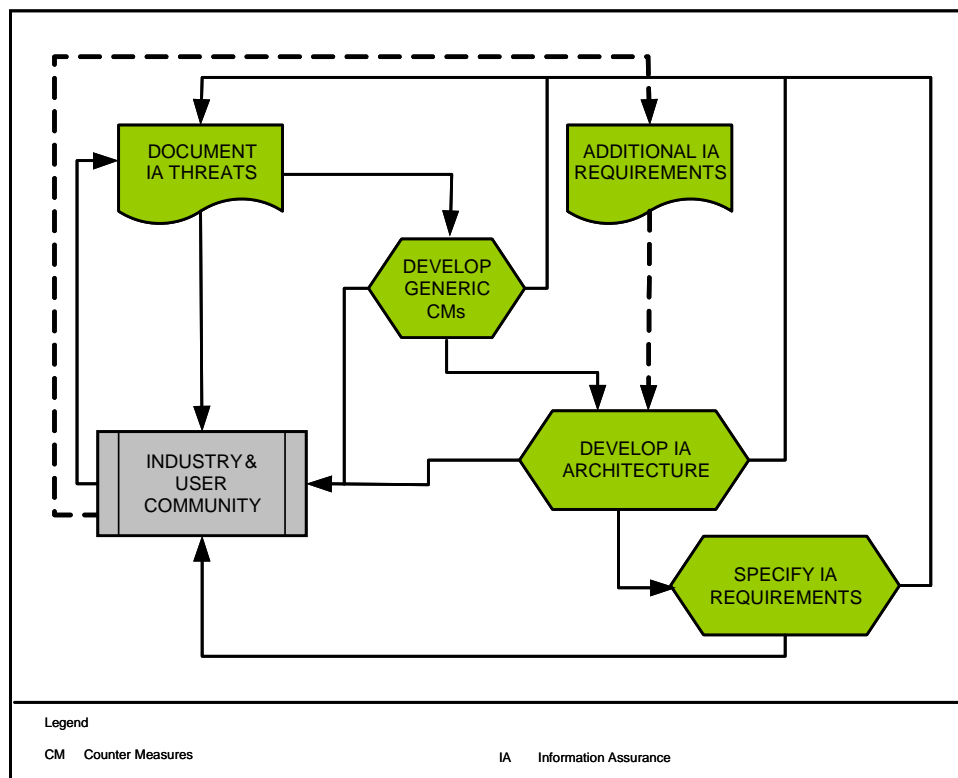 DOCUMENT
IA THREATS
ADDITIONAL IA
REQUIREMENTS
DEVELOP
GENERIC
CMs
INDUSTRY &
USER
COMMUNITY
DEVELOP IA
ARCHITECTURE
SPECIFY IA
REQUIREMENTS
Legend
CM Counter Measures
IA Information Assurance